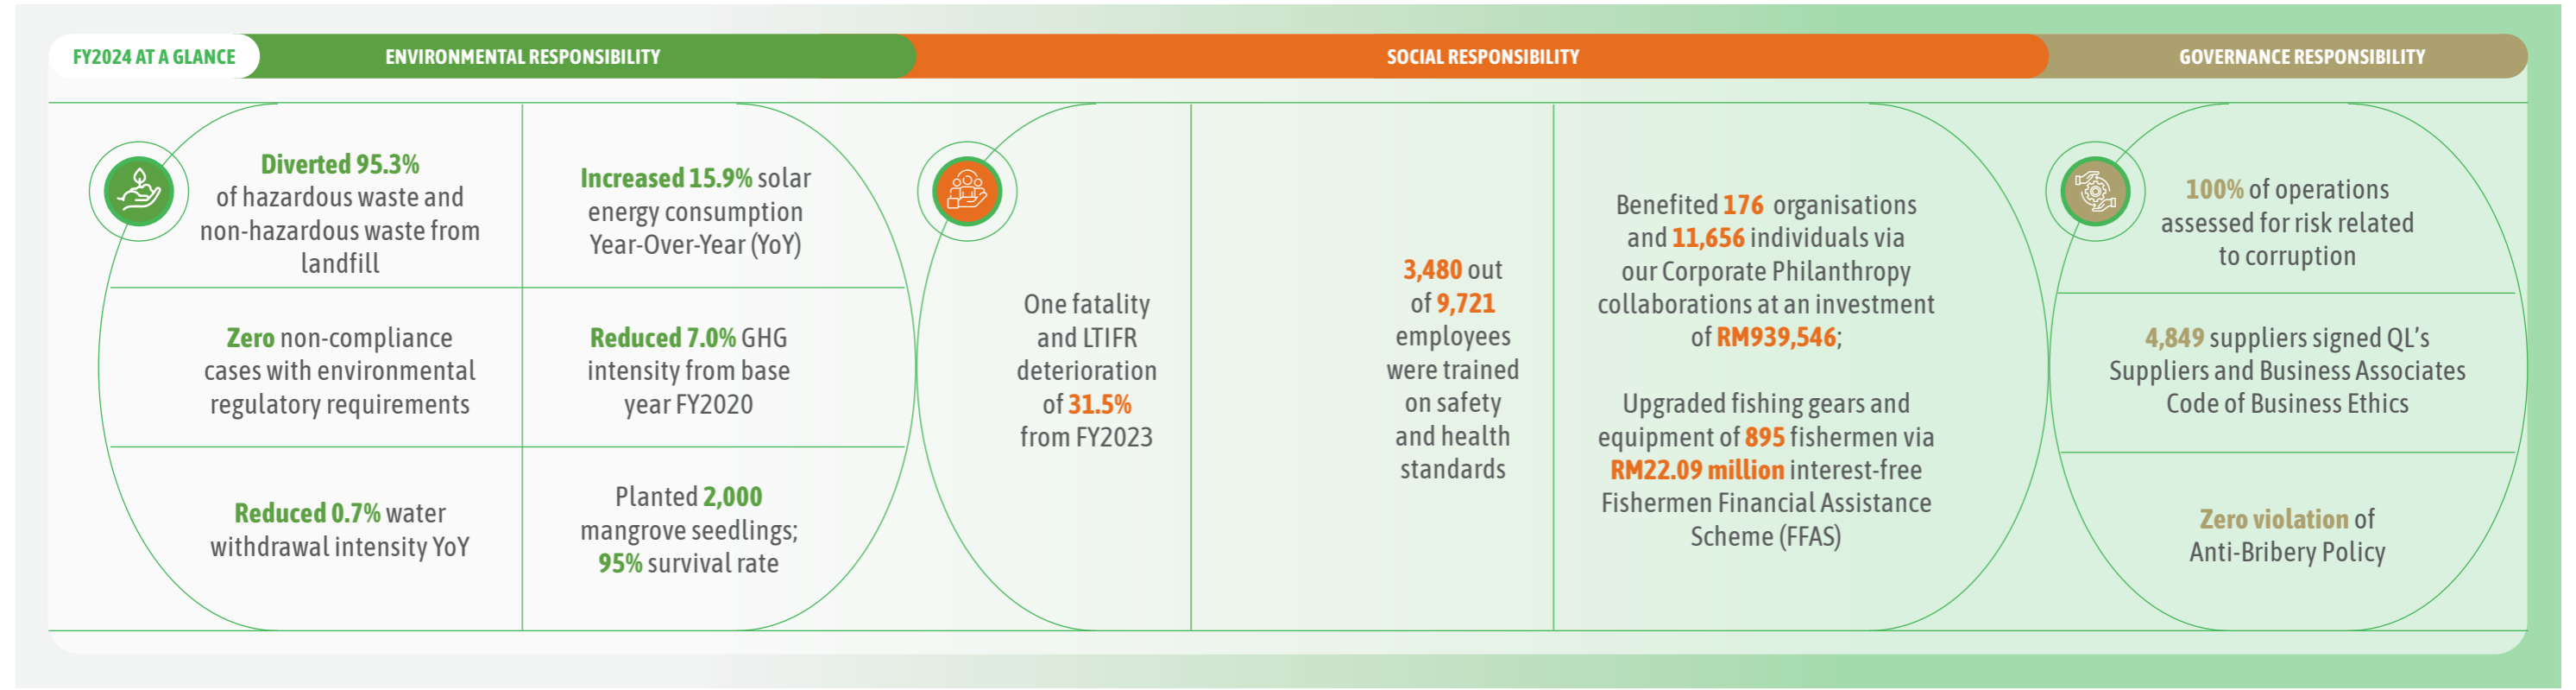 FY2024 AT A GLANCE
ENVIRONMENTAL RESPONSIBILITY
SOCIAL RESPONSIBILITY
GOVERNANCE RESPONSIBILITY
Diverted 95.3%
of hazardous waste and
non-hazardous waste from
landfill
Increased 15.9% solar
energy consumption
Year-Over-Year (YoY)
Zero non-compliance
cases with environmental
regulatory requirements
Reduced 7.0% GHG
intensity from base
year FY2020
Reduced 0.7% water
withdrawal intensity YoY
Planted 2,000
mangrove seedlings;
95% survival rate
One fatality
and LTIFR
deterioration
of 31.5%
from FY2023
3,480 out
of 9,721
employees
were trained
on safety
and health
standards
Benefited 176 organisations
and 11,656 individuals via
our Corporate Philanthropy
collaborations at an investment
of RM939,546;
Upgraded fishing gears and
equipment of 895 fishermen via
RM22.09 million interest-free
Fishermen Financial Assistance
Scheme (FFAS)
100% of operations
assessed for risk related
to corruption
4,849 suppliers signed QL’s
Suppliers and Business Associates
Code of Business Ethics
Zero violation of
Anti-Bribery Policy